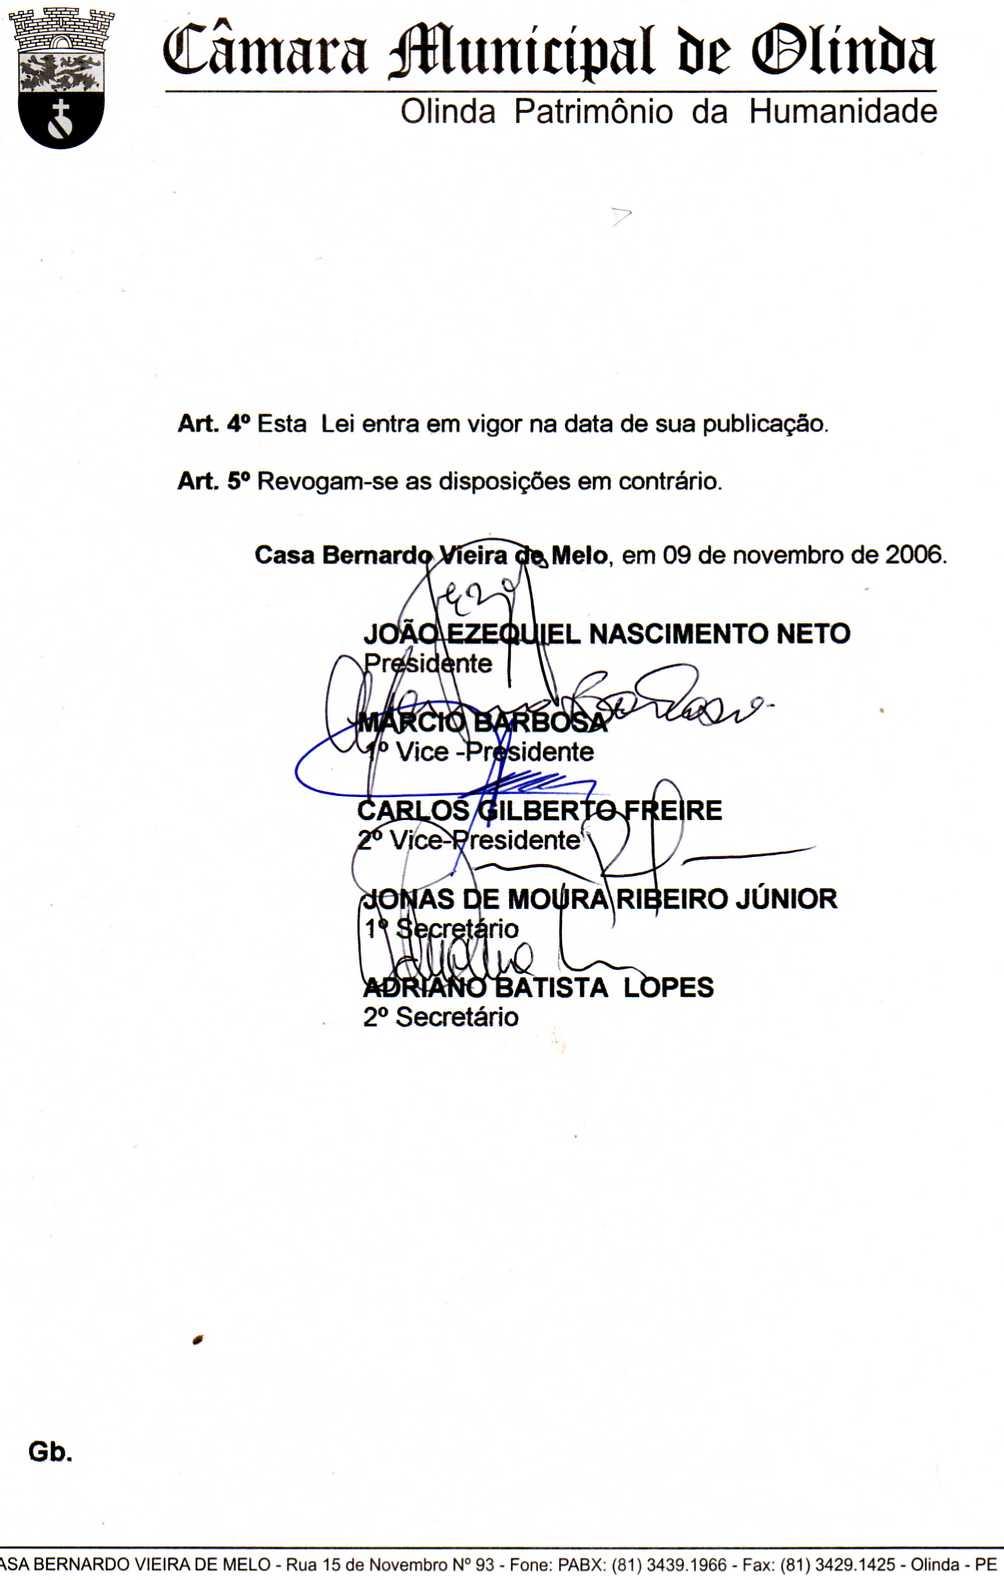 Câmara Municipal de Olinda
Olinda Patrimônio da Humanidade
Art. 4º Esta Lei entra em vigor na data de sua publicação.
Art. 5º Revogam-se as disposições em contrário.
Casa Bernardo Vieira de Melo, em 09 de novembro de 2006.
JOÃO EZEQUIEL NASCIMENTO NETO
Presidente
MÁRCIO BARBOSA
1º Vice -Presidente
CARLOS GILBERTO FREIRE
2º Vice-Presidente
JONAS DE MOURA RIBEIRO JÚNIOR
1º Secretário
ADRIANO BATISTA LOPES
2º Secretário
Gb.
ASA BERNARDO VIEIRA DE MELO - Rua 15 de Novembro Nº 93 - Fone: PABX: (81) 3439.1966 - Fax: (81) 3429.1425 - Olinda - PE